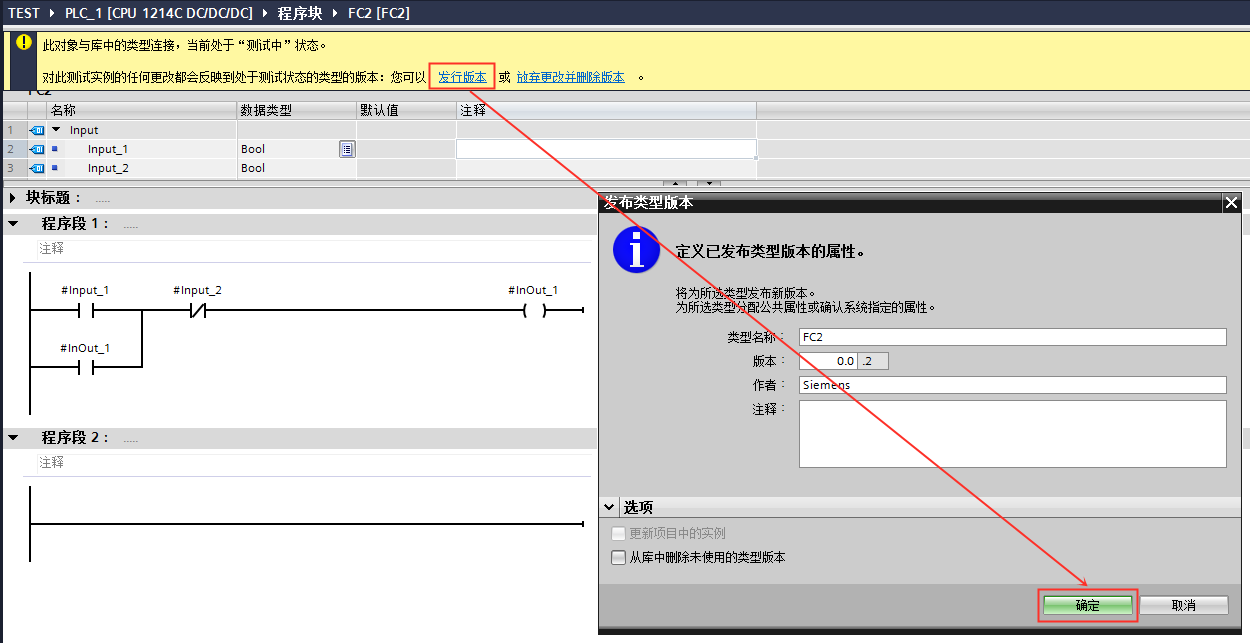 TEST ▸ PLC_1 [CPU 1214C DC/DC/DC] ▸ 程序块 ▸ FC2 [FC2]
此对象与库中的类型连接，当前处于“测试中”状态。
对此测试实例的任何更改都会反映到处于测试状态的类型的版本：您可以 发行版本 或 放弃更改并删除版本 。
FC2
名称 数据类型 默认值 注释
1 Input
2 Input_1 Bool
3 Input_2 Bool
块标题： .....
程序段 1： .....
注释
#Input_1 #Input_2 #InOut_1
#InOut_1
程序段 2： .....
注释
发布类型版本
定义已发布类型版本的属性。
将为所选类型发布新版本。
为所选类型分配公共属性或确认系统指定的属性。
类型名称： FC2
版本： 0.0 .2
作者： Siemens
注释：
选项
更新项目中的实例
从库中删除未使用的类型版本
确定 取消